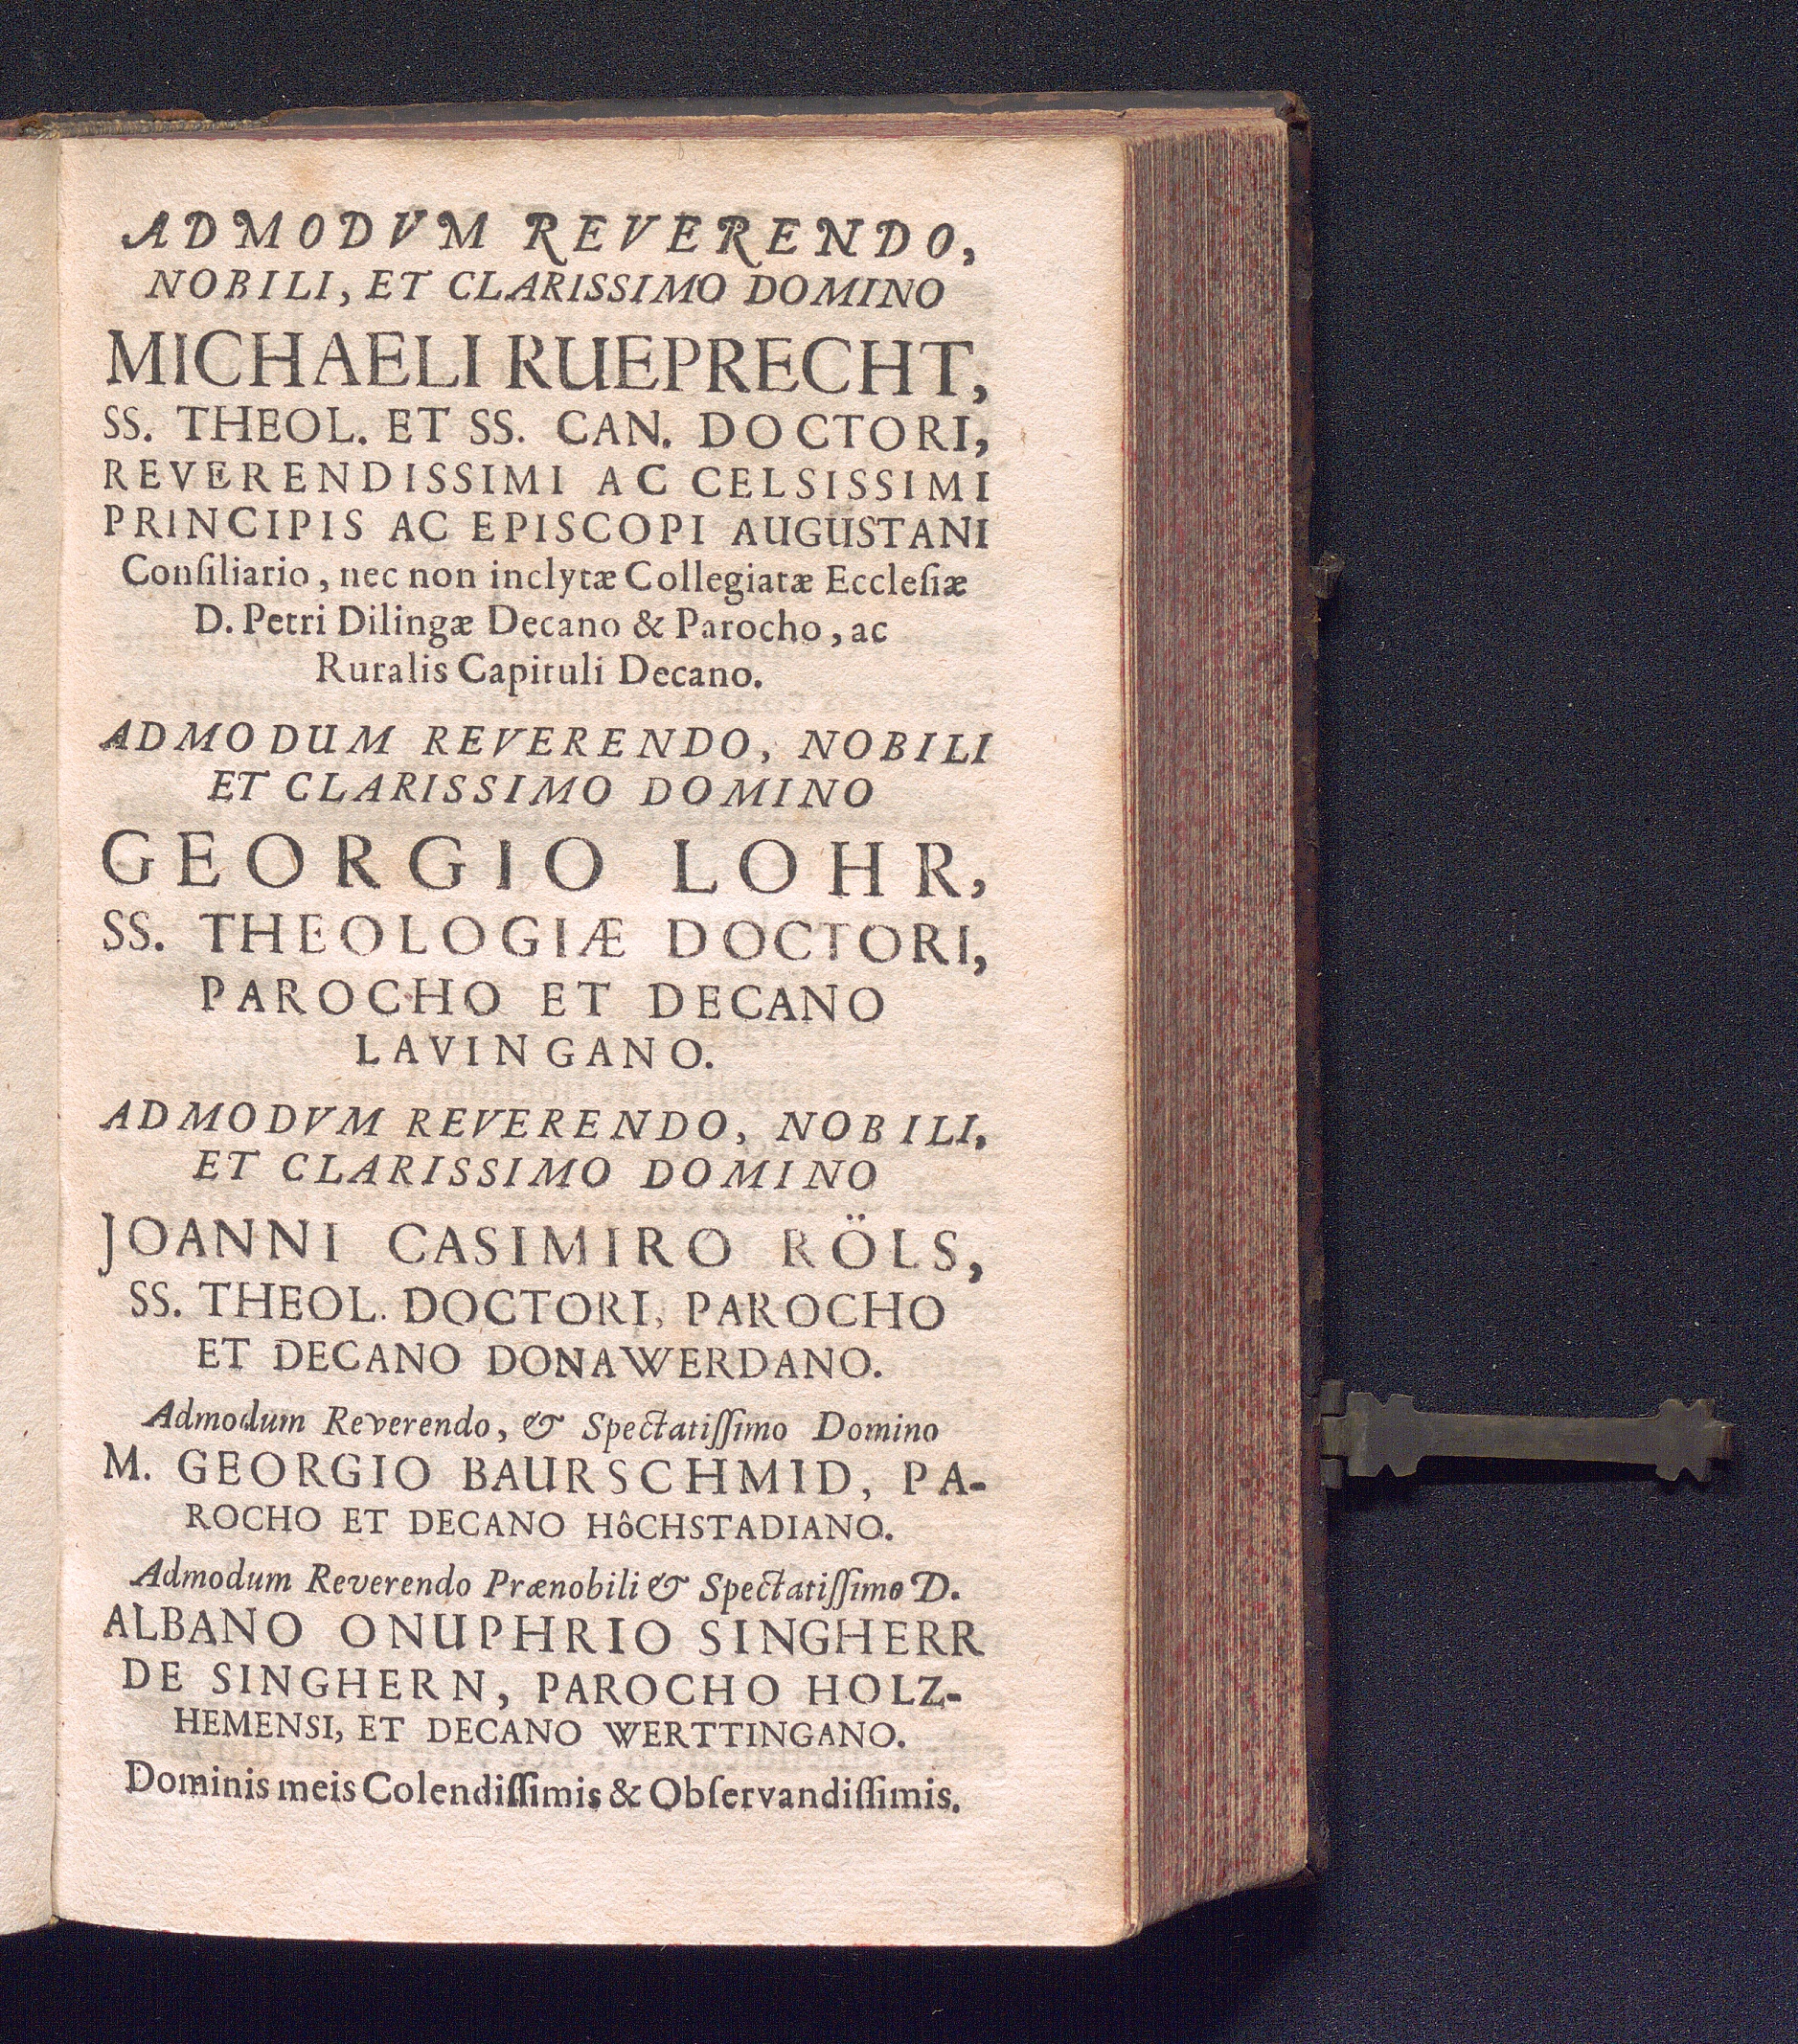 ADMODVM REVERENDO,
NOBILI, ET CLARISSIMO DOMINO
MICHAELI RUEPRECHT,
SS. THEOL. ET SS. CAN. DOCTORI,
REVERENDISSIMI AC CELSISSIMI
PRINCIPIS AC EPISCOPI AUGUSTANI
Conſiliario, nec non inclytæ Collegiatæ Eccleſiæ
D. Petri Dilingæ Decano & Parocho, ac
Ruralis Capituli Decano.
ADMODUM REVERENDO, NOBILI
ET CLARISSIMO DOMINO
GEORGIO LOHR,
SS. THEOLOGIÆ DOCTORI,
PAROCHO ET DECANO
LAVINGANO.
ADMODVM REVERENDO, NOBILI,
ET CLARISSIMO DOMINO
JOANNI CASIMIRO RÖLS,
SS. THEOL. DOCTORI, PAROCHO
ET DECANO DONAWERDANO.
Admodum Reverendo, & Spectatiſſimo Domino
M. GEORGIO BAURSCHMID, PA-
ROCHO ET DECANO HôCHSTADIANO.
Admodum Reverendo Prænobili & Spectatiſſimo D.
ALBANO ONUPHRIO SINGHERR
DE SINGHERN, PAROCHO HOLZ-
HEMENSI, ET DECANO WERTTINGANO.
Dominis meis Colendiſſimis & Obſervandiſſimis.